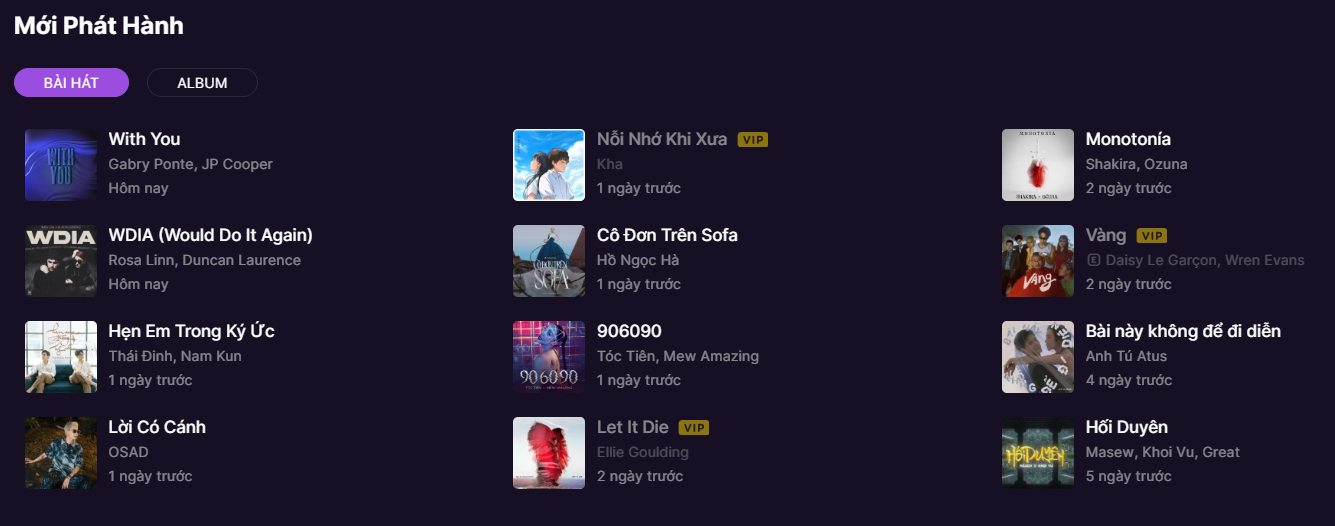 Mới Phát Hành
BÀI HÁT
ALBUM
WITH
YOU
With You
Gabry Ponte, JP Cooper
Hôm nay
WDIA
WDIA (Would Do It Again)
Rosa Linn, Duncan Laurence
Hôm nay
Hẹn Em Trong Ký Ức
Thái Đinh, Nam Kun
1 ngày trước
Lời Có Cánh
OSAD
1 ngày trước
Nỗi Nhớ Khi Xưa VIP
Kha
1 ngày trước
CÔ ĐƠN TRÊN
SOFA
Cô Đơn Trên Sofa
Hồ Ngọc Hà
1 ngày trước
906090
906090
Tóc Tiên, Mew Amazing
1 ngày trước
Let It Die VIP
Ellie Goulding
2 ngày trước
MONOTONÍA
SHAKIRA + OZUNA
Monotonía
Shakira, Ozuna
2 ngày trước
Vàng
Vàng VIP
E Daisy Le Garçon, Wren Evans
2 ngày trước
Bài này không để đi diễn
Anh Tú Atus
4 ngày trước
HỐI DUYÊN
Hối Duyên
Masew, Khoi Vu, Great
5 ngày trước